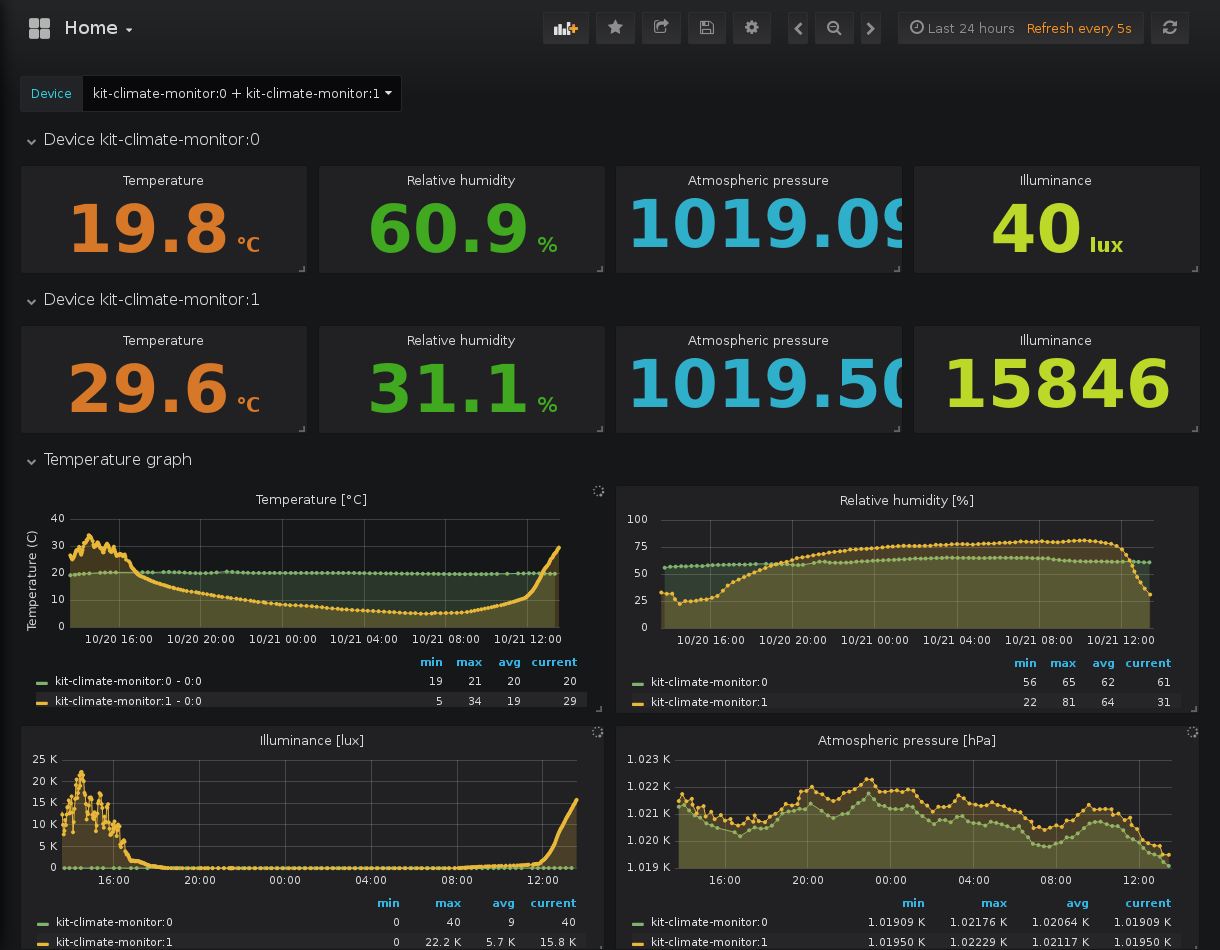 Home
Last 24 hours Refresh every 5s
Device kit-climate-monitor:0 + kit-climate-monitor:1
Device kit-climate-monitor:0
Temperature Relative humidity Atmospheric pressure Illuminance
19.8 °C 60.9 % 1019.09 40 lux
Device kit-climate-monitor:1
Temperature Relative humidity Atmospheric pressure Illuminance
29.6 °C 31.1 % 1019.50 15846
Temperature graph
Temperature [°C]
Temperature (C)
40
30
20
10
0
10/20 16:00 10/20 20:00 10/21 00:00 10/21 04:00 10/21 08:00 10/21 12:00
min max avg current
kit-climate-monitor:0 - 0:0 19 21 20 20
kit-climate-monitor:1 - 0:0 5 34 19 29
Relative humidity [%]
100
75
50
25
0
10/20 16:00 10/20 20:00 10/21 00:00 10/21 04:00 10/21 08:00 10/21 12:00
min max avg current
kit-climate-monitor:0 56 65 62 61
kit-climate-monitor:1 22 81 64 31
Illuminance [lux]
25 K
20 K
15 K
10 K
5 K
0
16:00 20:00 00:00 04:00 08:00 12:00
min max avg current
kit-climate-monitor:0 0 40 9 40
kit-climate-monitor:1 0 22.2 K 5.7 K 15.8 K
Atmospheric pressure [hPa]
1.023 K
1.022 K
1.021 K
1.020 K
1.019 K
16:00 20:00 00:00 04:00 08:00 12:00
min max avg current
kit-climate-monitor:0 1.01909 K 1.02176 K 1.02064 K 1.01909 K
kit-climate-monitor:1 1.01950 K 1.02229 K 1.02117 K 1.01950 K